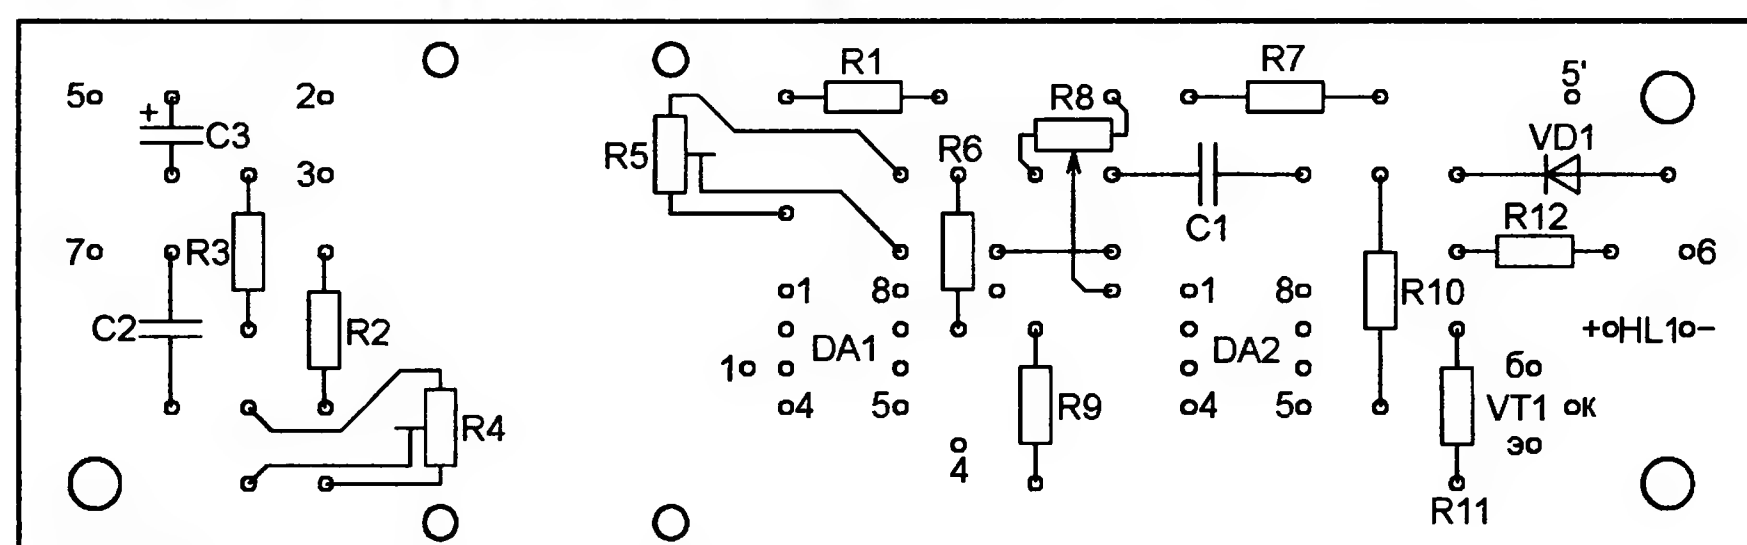 R1
R7
5'
5
2
R8
+
C3
VD1
R5
R6
3
C1
R12
7
R3
6
1
8
1
8
R10
C2
R2
DA1
DA2
+
HL1
−
1
б
4
5
R9
4
5
VT1
к
R4
э
4
R11